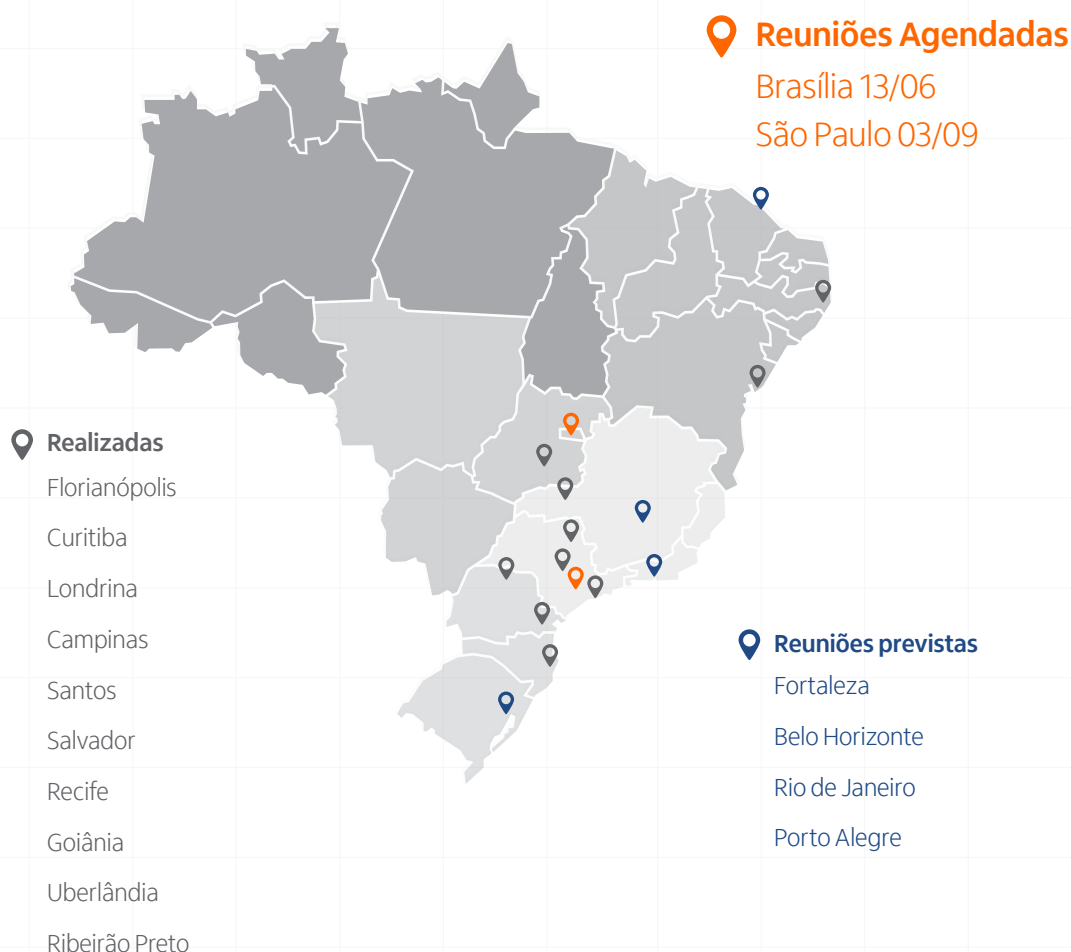 Reuniões Agendadas
Brasília 13/06
São Paulo 03/09
Realizadas
Florianópolis
Curitiba
Londrina
Campinas
Santos
Salvador
Recife
Goiânia
Uberlândia
Ribeirão Preto
Reuniões previstas
Fortaleza
Belo Horizonte
Rio de Janeiro
Porto Alegre